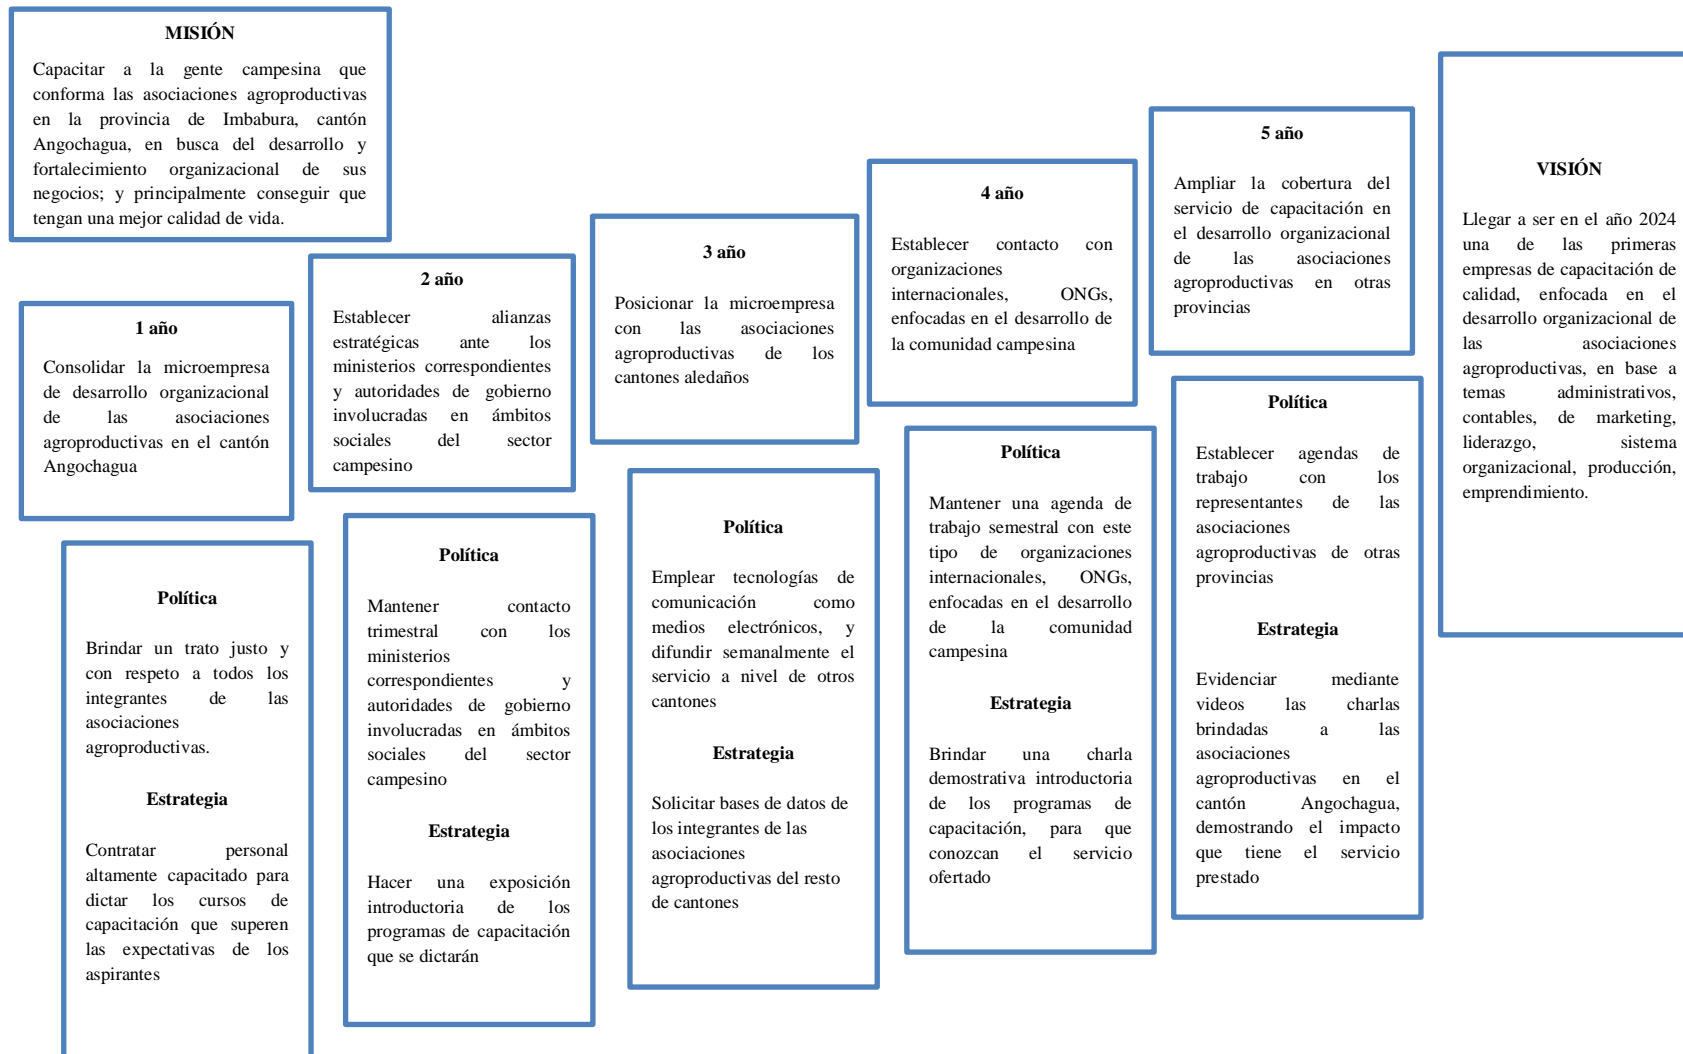 MISIÓN
Capacitar a la gente campesina que
conforma las asociaciones agroproductivas
en la provincia de Imbabura, cantón
Angochagua, en busca del desarrollo y
fortalecimiento organizacional de sus
negocios; y principalmente conseguir que
tengan una mejor calidad de vida.
1 año
Consolidar la microempresa
de desarrollo organizacional
de las asociaciones
agroproductivas en el cantón
Angochagua
Política
Brindar un trato justo y
con respeto a todos los
integrantes de las
asociaciones
agroproductivas.
Estrategia
Contratar personal
altamente capacitado para
dictar los cursos de
capacitación que superen
las expectativas de los
aspirantes
2 año
Establecer alianzas
estratégicas ante los
ministerios correspondientes
y autoridades de gobierno
involucradas en ámbitos
sociales del sector
campesino
Política
Mantener contacto
trimestral con los
ministerios
correspondientes y
autoridades de gobierno
involucradas en ámbitos
sociales del sector
campesino
Estrategia
Hacer una exposición
introductoria de los
programas de capacitación
que se dictarán
3 año
Posicionar la microempresa
con las asociaciones
agroproductivas de los
cantones aledaños
Política
Emplear tecnologías de
comunicación como
medios electrónicos, y
difundir semanalmente el
servicio a nivel de otros
cantones
Estrategia
Solicitar bases de datos de
los integrantes de las
asociaciones
agroproductivas del resto
de cantones
4 año
Establecer contacto con
organizaciones
internacionales, ONGs,
enfocadas en el desarrollo de
la comunidad campesina
Política
Mantener una agenda de
trabajo semestral con este
tipo de organizaciones
internacionales, ONGs,
enfocadas en el desarrollo
de la comunidad
campesina
Estrategia
Brindar una charla
demostrativa introductoria
de los programas de
capacitación, para que
conozcan el servicio
ofertado
5 año
Ampliar la cobertura del
servicio de capacitación en
el desarrollo organizacional
de las asociaciones
agroproductivas en otras
provincias
Política
Establecer agendas de
trabajo con los
representantes de las
asociaciones
agroproductivas de otras
provincias
Estrategia
Evidenciar mediante
videos las charlas
brindadas a las
asociaciones
agroproductivas en el
cantón Angochagua,
demostrando el impacto
que tiene el servicio
prestado
VISIÓN
Llegar a ser en el año 2024
una de las primeras
empresas de capacitación de
calidad, enfocada en el
desarrollo organizacional de
las asociaciones
agroproductivas, en base a
temas administrativos,
contables, de marketing,
liderazgo, sistema
organizacional, producción,
emprendimiento.